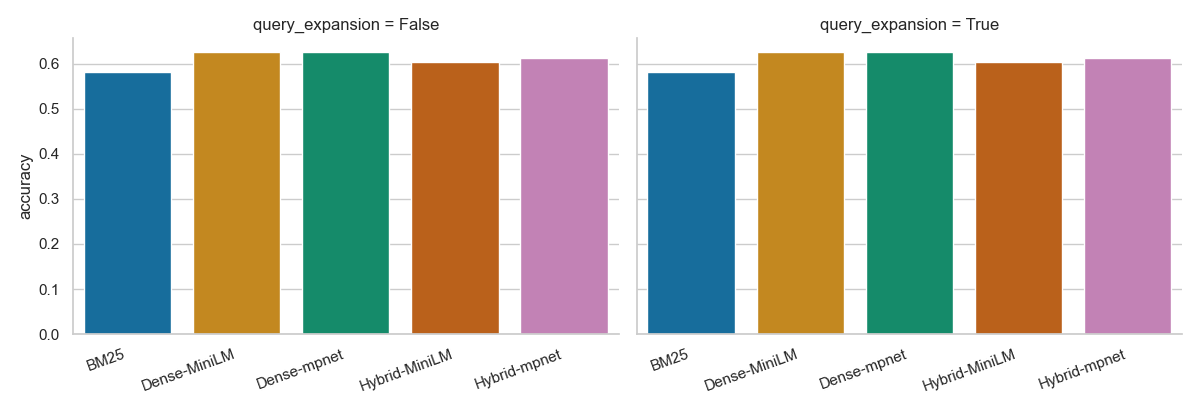 query_expansion = False
query_expansion = True
accuracy
0.6
0.5
0.4
0.3
0.2
0.1
0.0
BM25
Dense-MiniLM
Dense-mpnet
Hybrid-MiniLM
Hybrid-mpnet
BM25
Dense-MiniLM
Dense-mpnet
Hybrid-MiniLM
Hybrid-mpnet